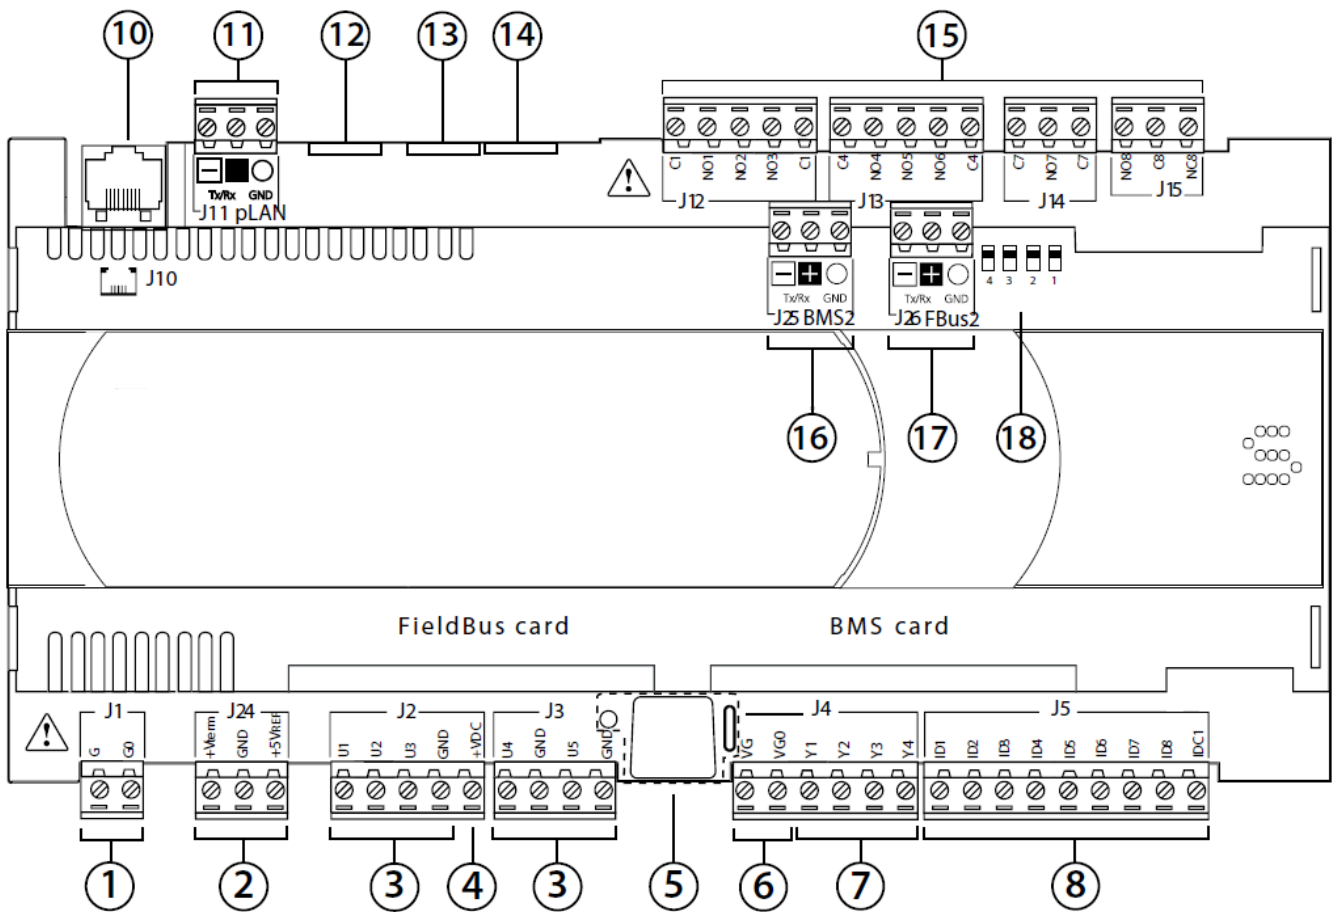 10 11 12 13 14 15
C1 NO1 NO2 NO3 C1 C4 NO4 NO5 NO6 C4 C7 NO7 C7 NO8 C8 NC8
J12 J13 J14 J15
Tx/Rx GND
J11 pLAN
J10
4 3 2 1
Tx/Rx GND Tx/Rx GND
J25 BMS2 J26 FBus2
16 17 18
FieldBus card BMS card
J1 J24 J2 J3 J4 J5
G G0 +Vterm GND +5VREF U1 U2 U3 GND +VDC U4 GND U5 GND VG VG0 Y1 Y2 Y3 Y4 ID1 ID2 ID3 ID4 ID5 ID6 ID7 ID8 IDC1
1 2 3 4 3 5 6 7 8